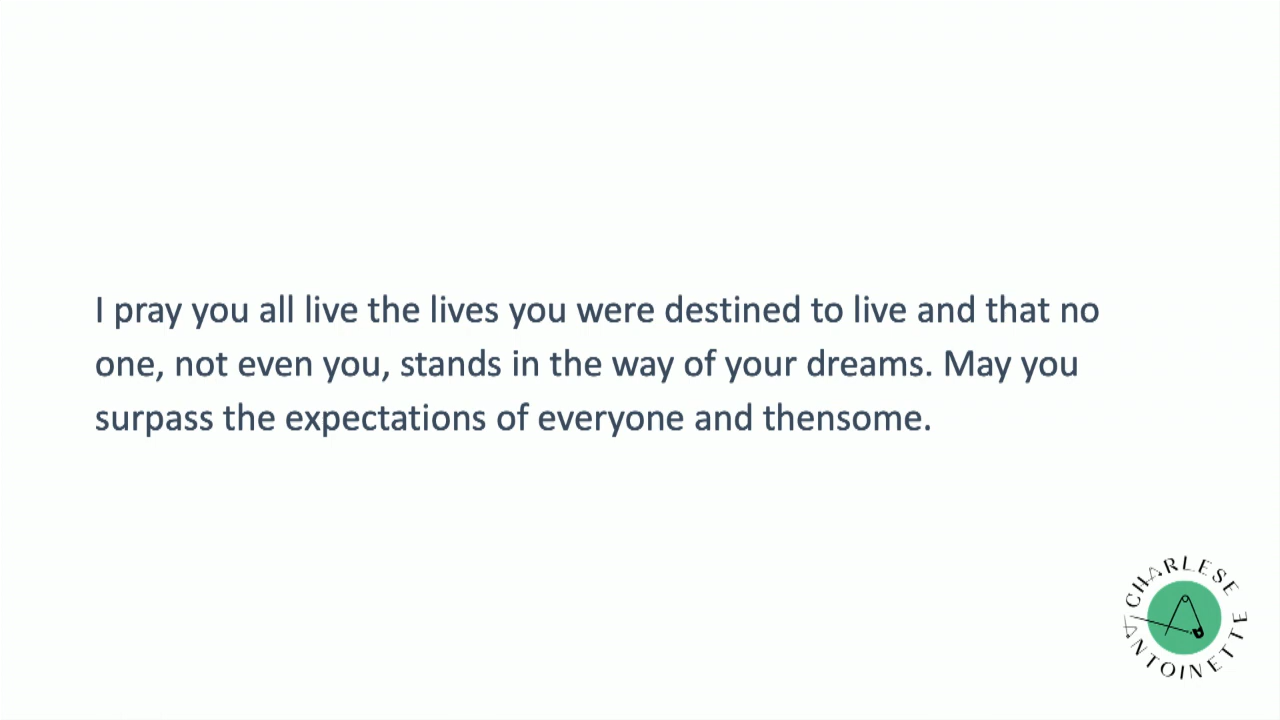 I pray you all live the lives you were destined to live and that no
one, not even you, stands in the way of your dreams. May you
surpass the expectations of everyone and thensome.
CHARLESE
ANTOINETTE